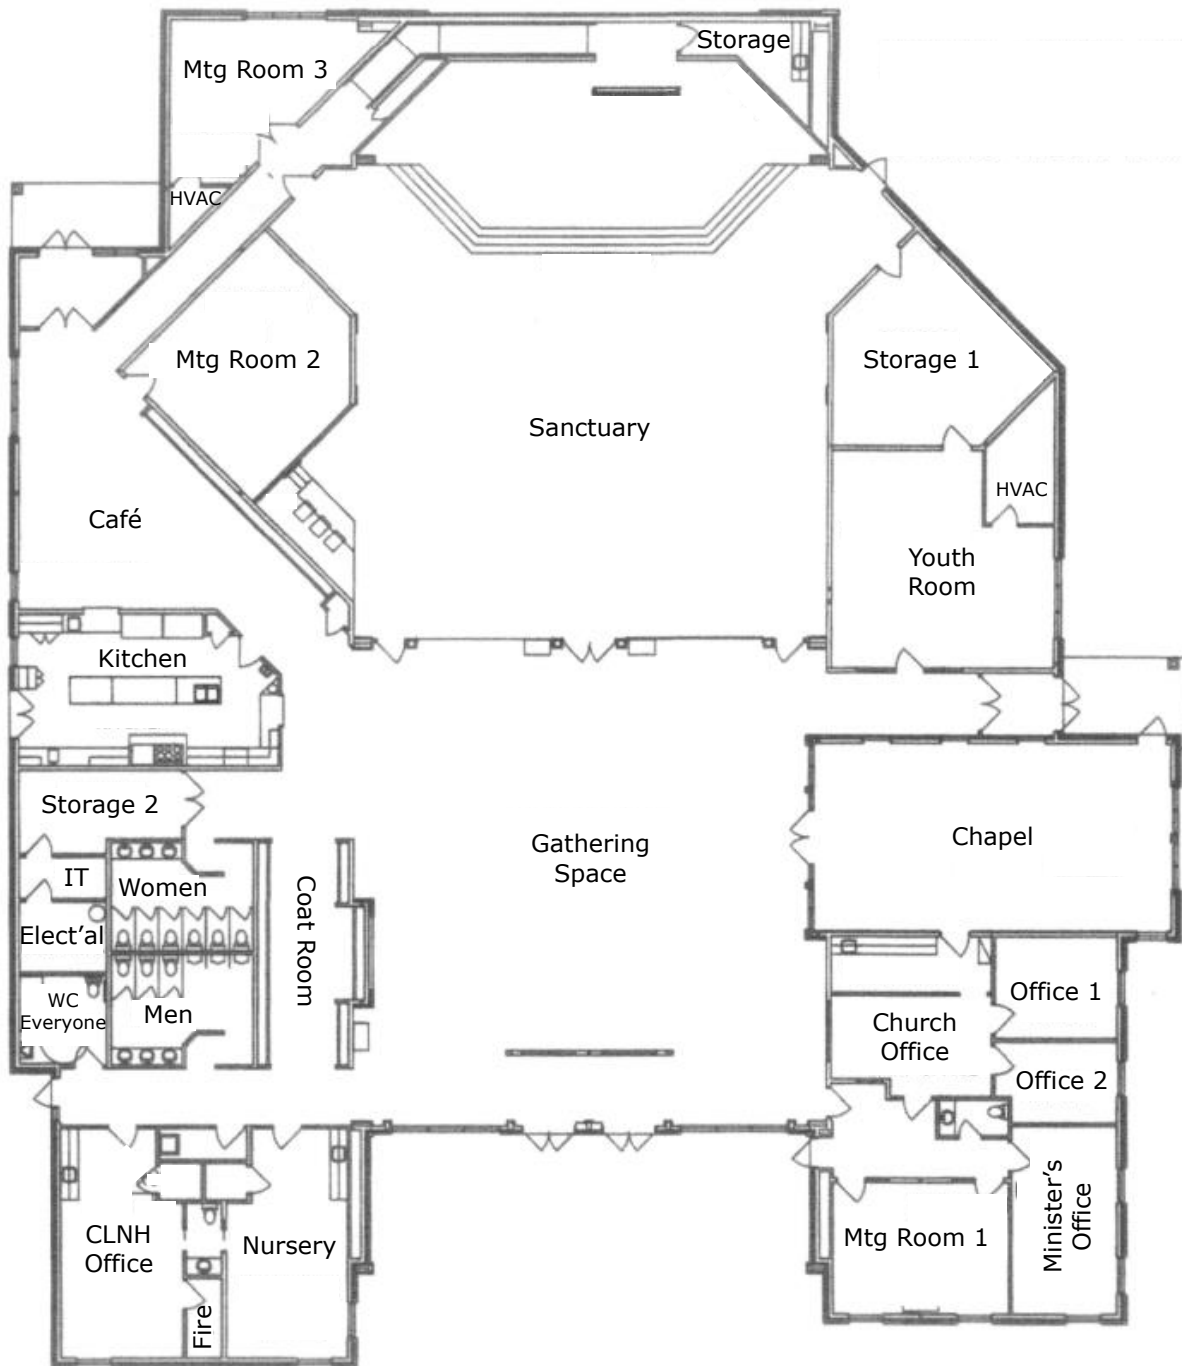 Storage
Mtg Room 3
HVAC
Mtg Room 2
Storage 1
Sanctuary
HVAC
Café
Youth
Room
Kitchen
Storage 2
Gathering
Space
Chapel
IT
Women
Coat Room
Elect'al
WC
Everyone
Men
Office 1
Church
Office
Office 2
CLNH
Office
Nursery
Fire
Mtg Room 1
Minister's
Office